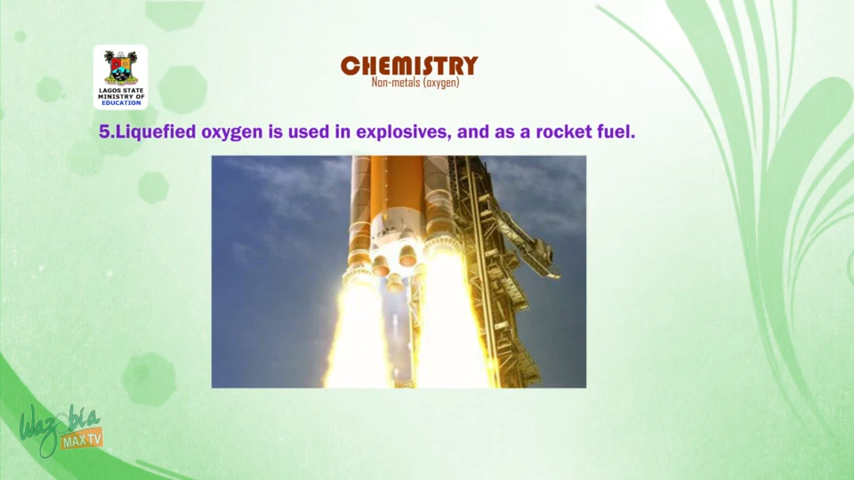 CHEMISTRY
Non-metals (oxygen)
LAGOS STATE
MINISTRY OF
EDUCATION
5.Liquefied oxygen is used in explosives, and as a rocket fuel.
Wazobia
MAX TV